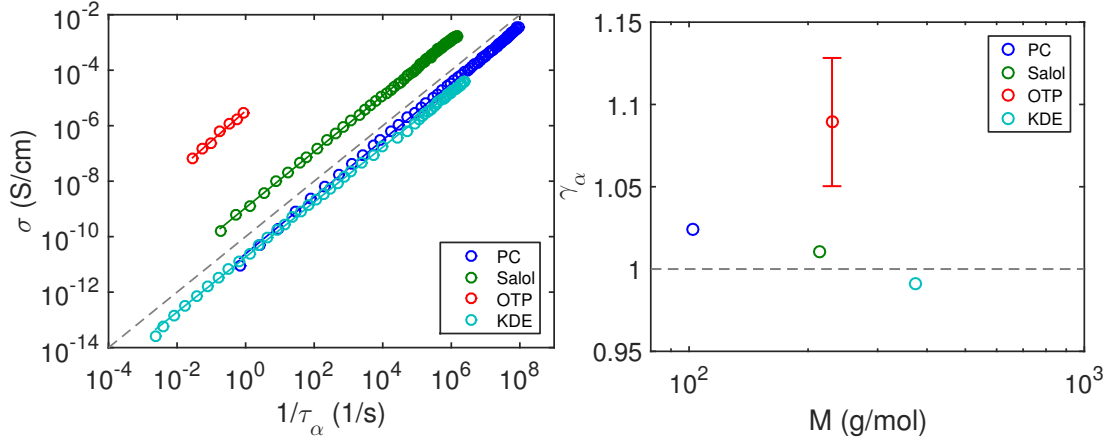 10^-2
10^-4
10^-6
10^-8
10^-10
10^-12
10^-14
σ (S/cm)
10^-4
10^-2
10^0
10^2
10^4
10^6
10^8
1/τ_α (1/s)
PC
Salol
OTP
KDE
1.15
1.1
1.05
1
0.95
γ_α
10^2
10^3
M (g/mol)
PC
Salol
OTP
KDE